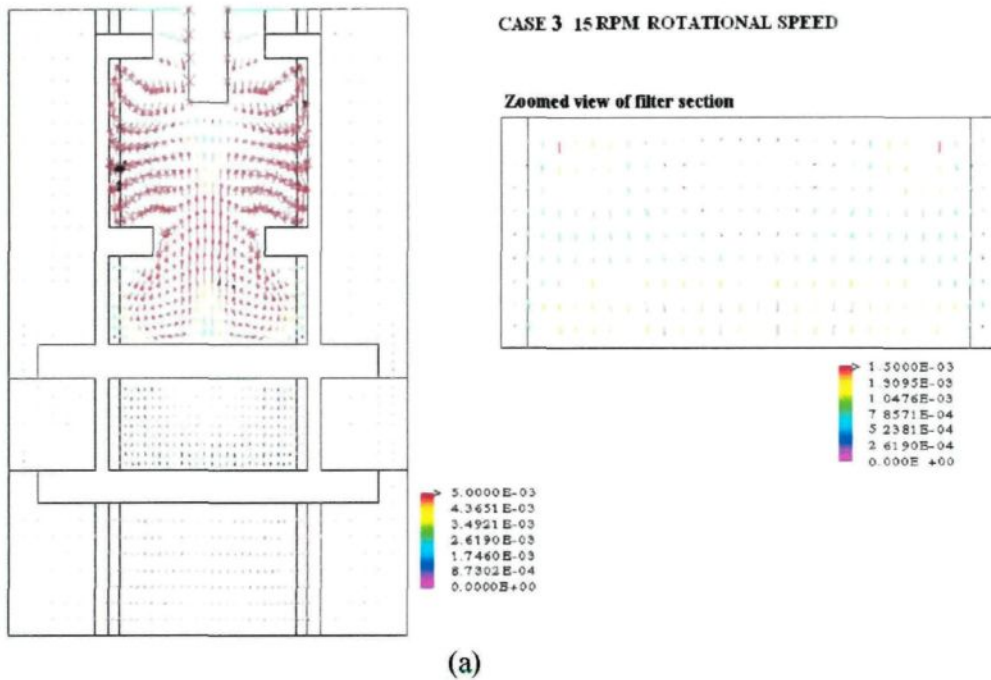 CASE 3 15 RPM ROTATIONAL SPEED
Zoomed view of filter section
1.5000E-03
1.3095E-03
1 0476E-03
7 8571E-04
5 2381E-04
2 6190E-04
0.000E +00
5.0000E-03
4.3651E-03
3.4921E-03
2.6190E-03
1.7460E-03
8.7302E-04
0.0000E+00
(a)